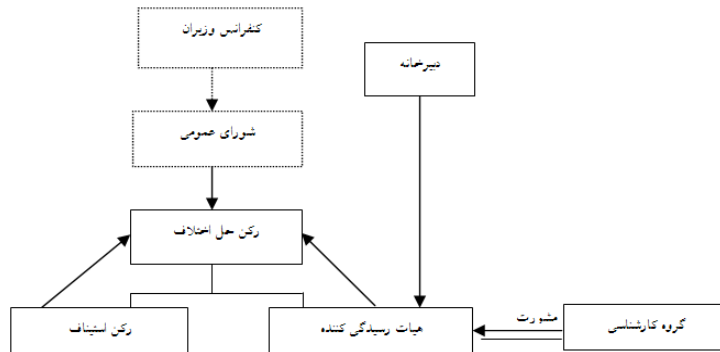 کنفرانس وزیران
دبیرخانه
شورای عمومی
رکن حل اختلاف
رکن استیناف
هیات رسیدگی کننده
مشورت
گروه کارشناسی